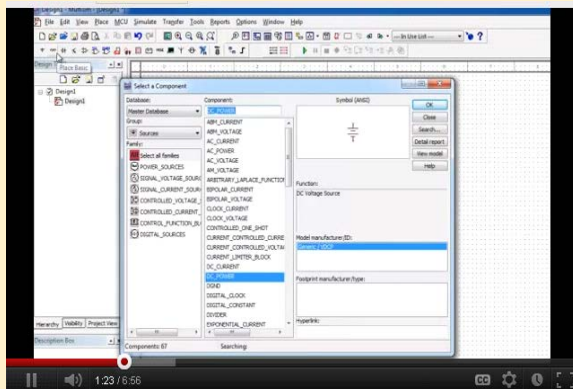 Design1 - Multisim - [Design1]
File Edit View Place MCU Simulate Transfer Tools Reports Options Window Help
--- In Use List ---
Place Basic
Design1
Design1
Select a Component
Database:
Master Database
Group:
Sources
Family:
Select all families
POWER_SOURCES
SIGNAL_VOLTAGE_SOURC
SIGNAL_CURRENT_SOUR
CONTROLLED_VOLTAGE_
CONTROLLED_CURRENT_
CONTROL_FUNCTION_BL
DIGITAL_SOURCES
Component:
DC_POWER
ABM_CURRENT
ABM_VOLTAGE
AC_CURRENT
AC_POWER
AC_VOLTAGE
AM_VOLTAGE
ARBITRARY_LAPLACE_FUNCTION
BIPOLAR_CURRENT
BIPOLAR_VOLTAGE
CLOCK_CURRENT
CLOCK_VOLTAGE
CONTROLLED_ONE_SHOT
CURRENT_CONTROLLED_CURRE
CURRENT_CONTROLLED_VOLTAG
CURRENT_LIMITER_BLOCK
DC_CURRENT
DC_POWER
DGND
DIGITAL_CLOCK
DIGITAL_CONSTANT
DIVIDER
EXPONENTIAL_CURRENT
Symbol (ANSI)
Function:
DC Voltage Source
Model manufacturer/ID:
Generic / VDCP
Footprint manufacturer/type:
Hyperlink:
OK
Close
Search...
Detail report
View model
Help
Components: 67
Searching:
Hierarchy Visibility Project View
Description Box
1:23 / 6:56
CC